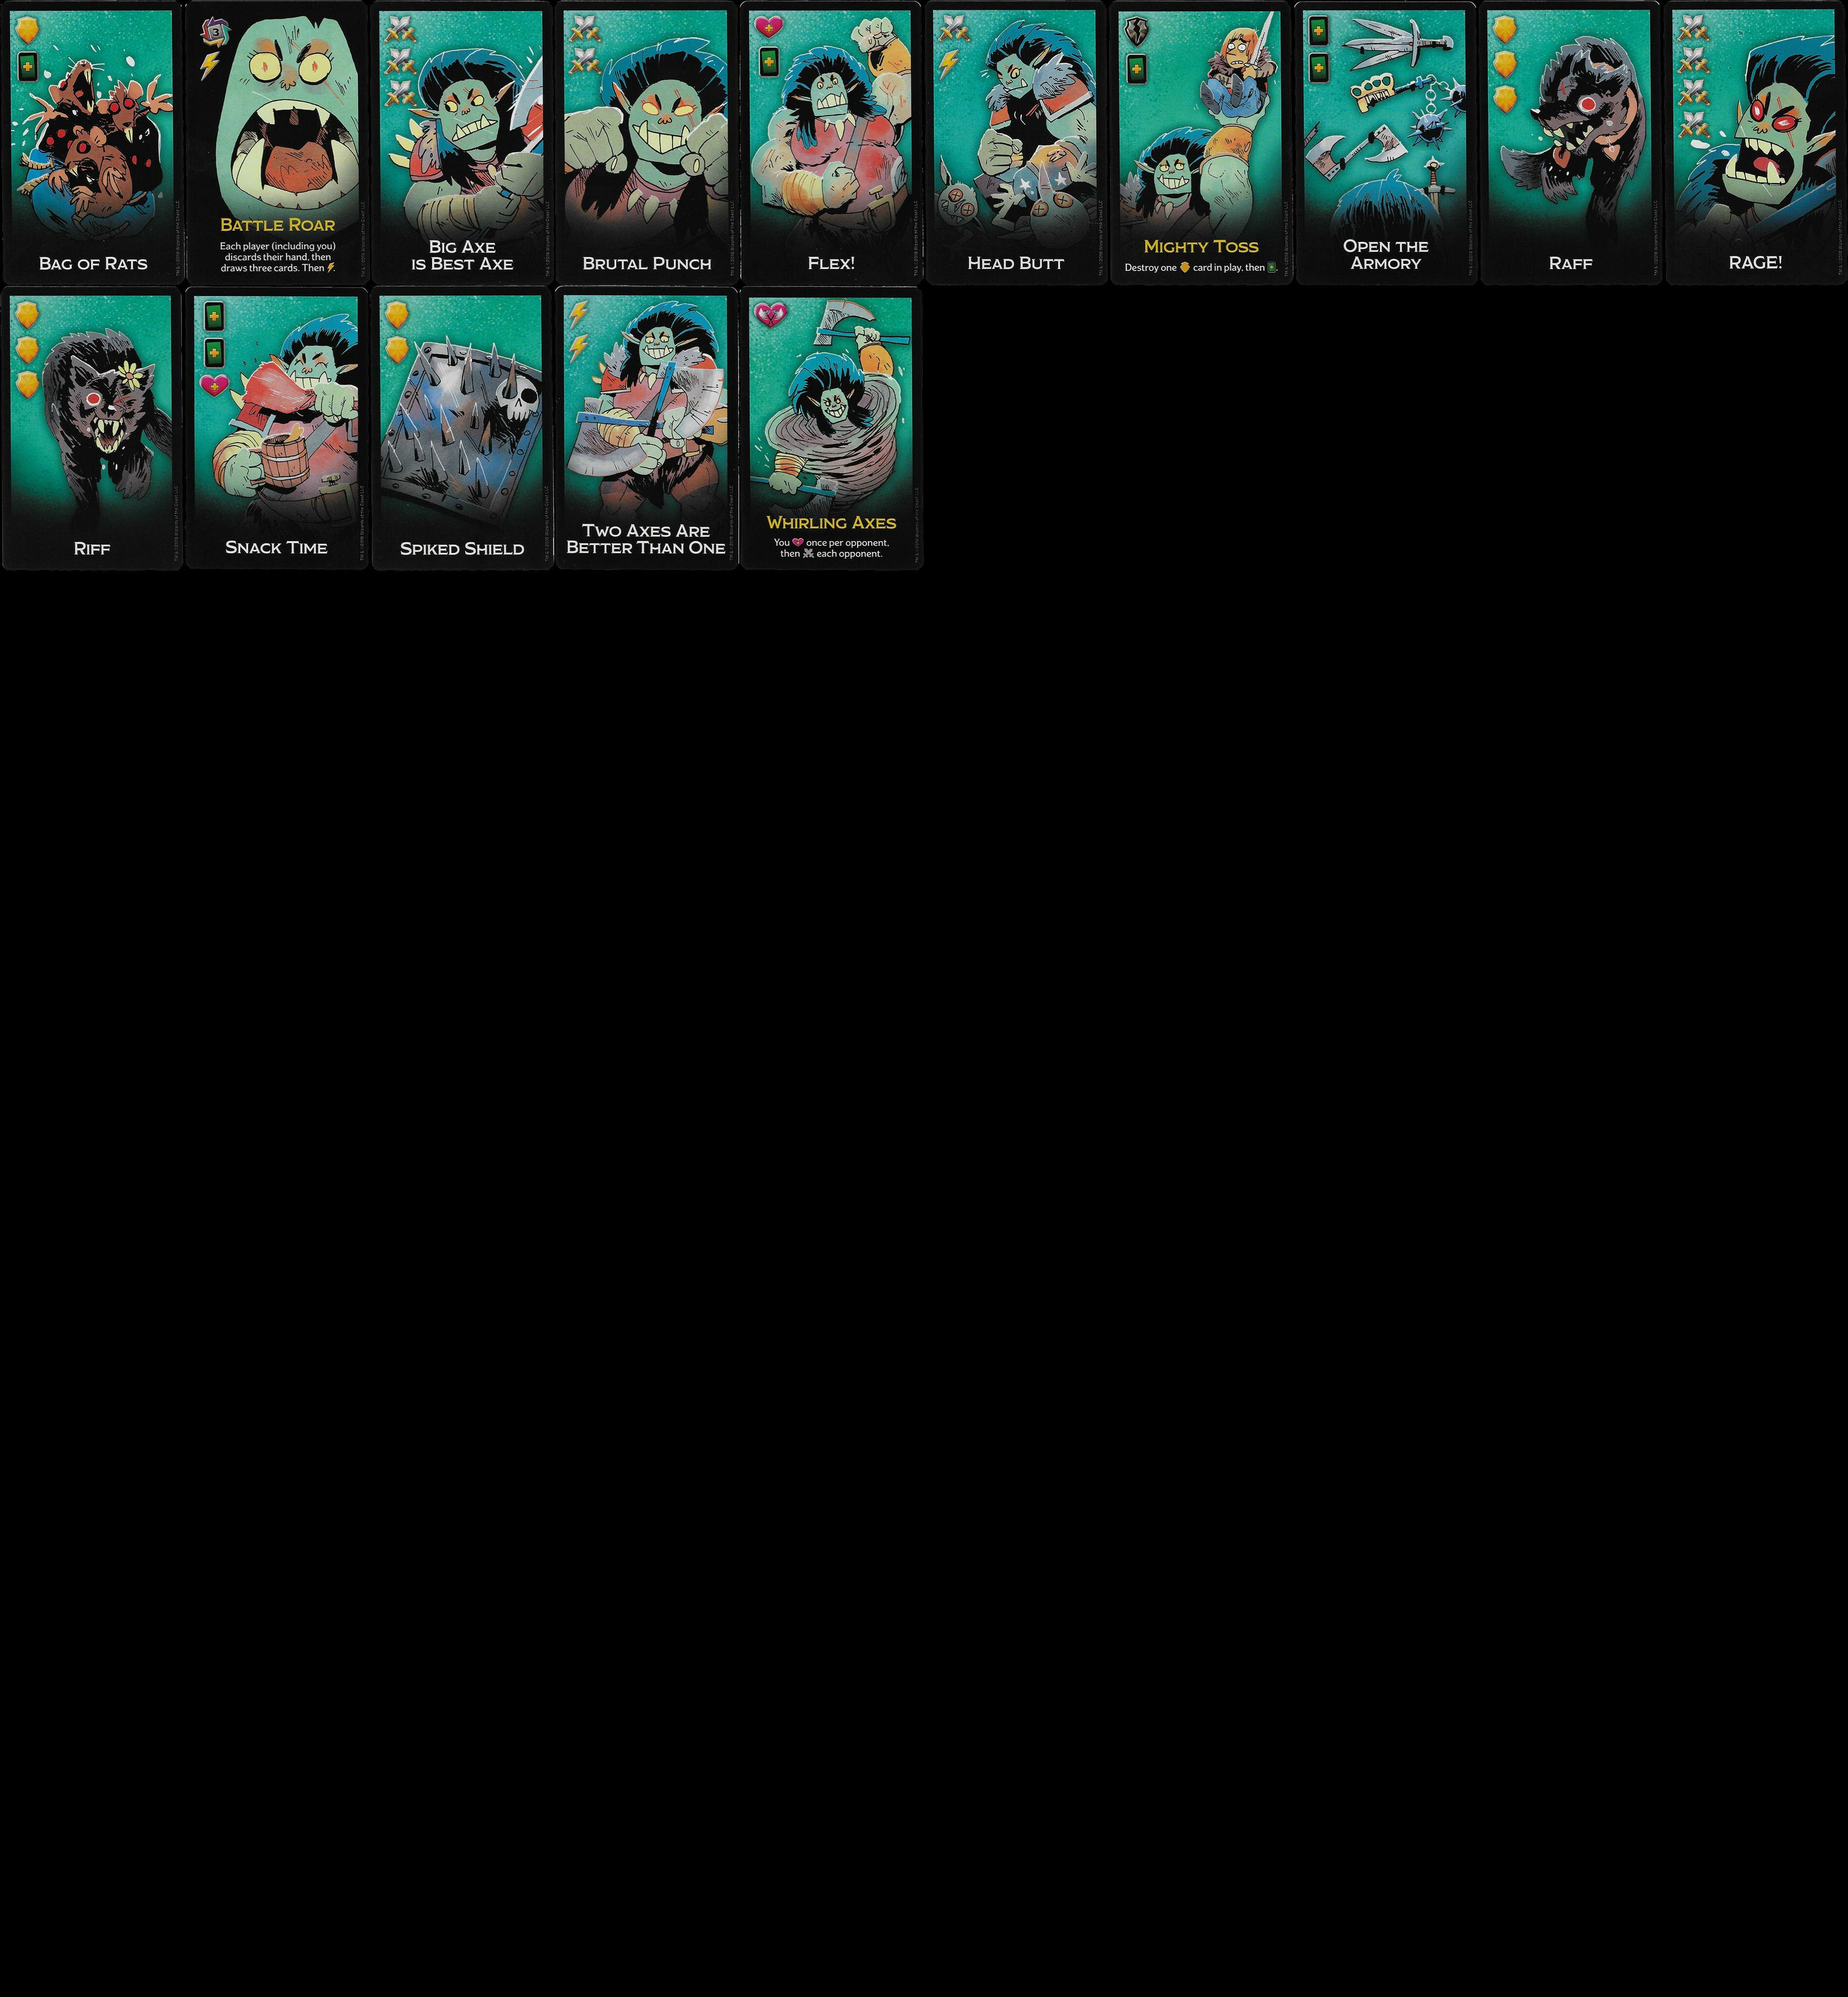 BAG OF RATS
3
BATTLE ROAR
Each player (including you)
discards their hand, then
draws three cards. Then
BIG AXE
IS BEST AXE
BRUTAL PUNCH
FLEX!
HEAD BUTT
MIGHTY TOSS
Destroy one card in play, then
OPEN THE
ARMORY
RAFF
RAGE!
RIFF
SNACK TIME
SPIKED SHIELD
TWO AXES ARE
BETTER THAN ONE
WHIRLING AXES
You once per opponent,
then each opponent.